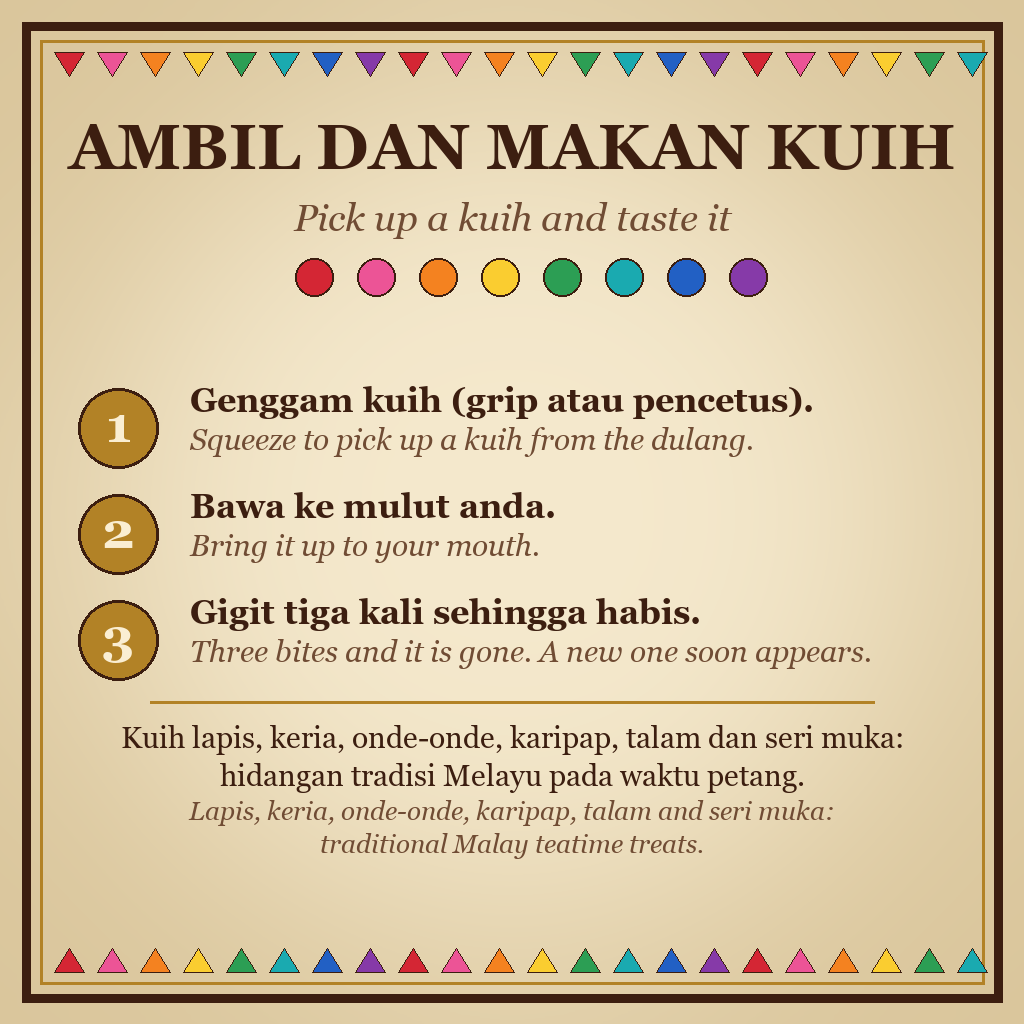 AMBIL DAN MAKAN KUIH
Pick up a kuih and taste it
1
Genggam kuih (grip atau pencetus).
Squeeze to pick up a kuih from the dulang.
2
Bawa ke mulut anda.
Bring it up to your mouth.
3
Gigit tiga kali sehingga habis.
Three bites and it is gone. A new one soon appears.
Kuih lapis, keria, onde-onde, karipap, talam dan seri muka:
hidangan tradisi Melayu pada waktu petang.
Lapis, keria, onde-onde, karipap, talam and seri muka:
traditional Malay teatime treats.